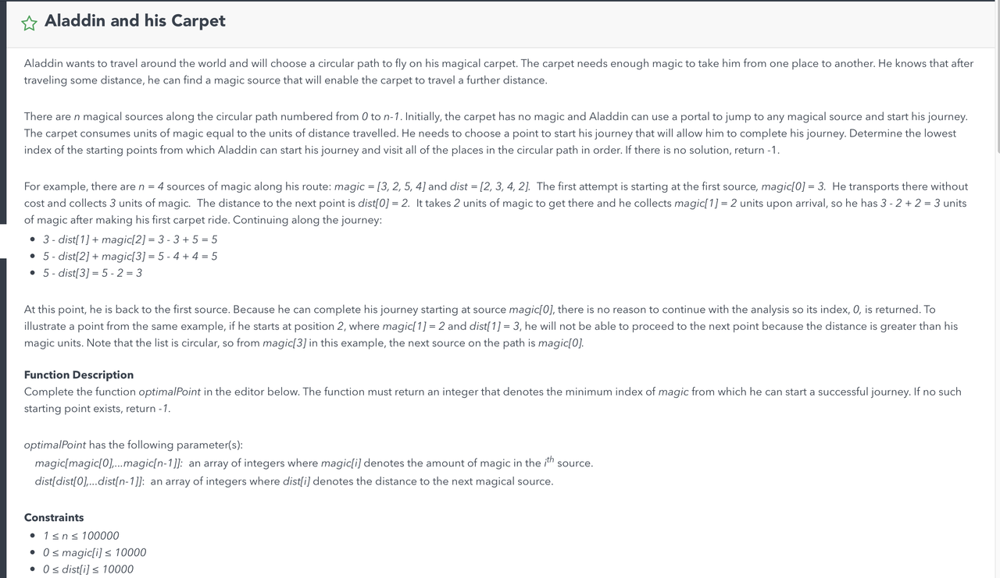 Aladdin and his Carpet
Aladdin wants to travel around the world and will choose a circular path to fly on his magical carpet. The carpet needs enough magic to take him from one place to another. He knows that after
traveling some distance, he can find a magic source that will enable the carpet to travel a further distance.
There are n magical sources along the circular path numbered from 0 to n-1. Initially, the carpet has no magic and Aladdin can use a portal to jump to any magical source and start his journey.
The carpet consumes units of magic equal to the units of distance travelled. He needs to choose a point to start his journey that will allow him to complete his journey. Determine the lowest
index of the starting points from which Aladdin can start his journey and visit all of the places in the circular path in order. If there is no solution, return -1.
For example, there are n = 4 sources of magic along his route: magic = [3, 2, 5, 4] and dist = [2, 3, 4, 2]. The first attempt is starting at the first source, magic[0] = 3. He transports there without
cost and collects 3 units of magic. The distance to the next point is dist[0] = 2. It takes 2 units of magic to get there and he collects magic[1] = 2 units upon arrival, so he has 3 - 2 + 2 = 3 units
of magic after making his first carpet ride. Continuing along the journey:
• 3 - dist[1] + magic[2] = 3 - 3 + 5 = 5
• 5 - dist[2] + magic[3] = 5 - 4 + 4 = 5
• 5 - dist[3] = 5 - 2 = 3
At this point, he is back to the first source. Because he can complete his journey starting at source magic[0], there is no reason to continue with the analysis so its index, 0, is returned. To
illustrate a point from the same example, if he starts at position 2, where magic[1] = 2 and dist[1] = 3, he will not be able to proceed to the next point because the distance is greater than his
magic units. Note that the list is circular, so from magic[3] in this example, the next source on the path is magic[0].
Function Description
Complete the function optimalPoint in the editor below. The function must return an integer that denotes the minimum index of magic from which he can start a successful journey. If no such
starting point exists, return -1.
optimalPoint has the following parameter(s):
magic[magic[0],...magic[n-1]]: an array of integers where magic[i] denotes the amount of magic in the ith source.
dist[dist[0],...dist[n-1]]: an array of integers where dist[i] denotes the distance to the next magical source.
Constraints
• 1 ≤ n ≤ 100000
• 0 ≤ magic[i] ≤ 10000
• 0 ≤ dist[i] ≤ 10000